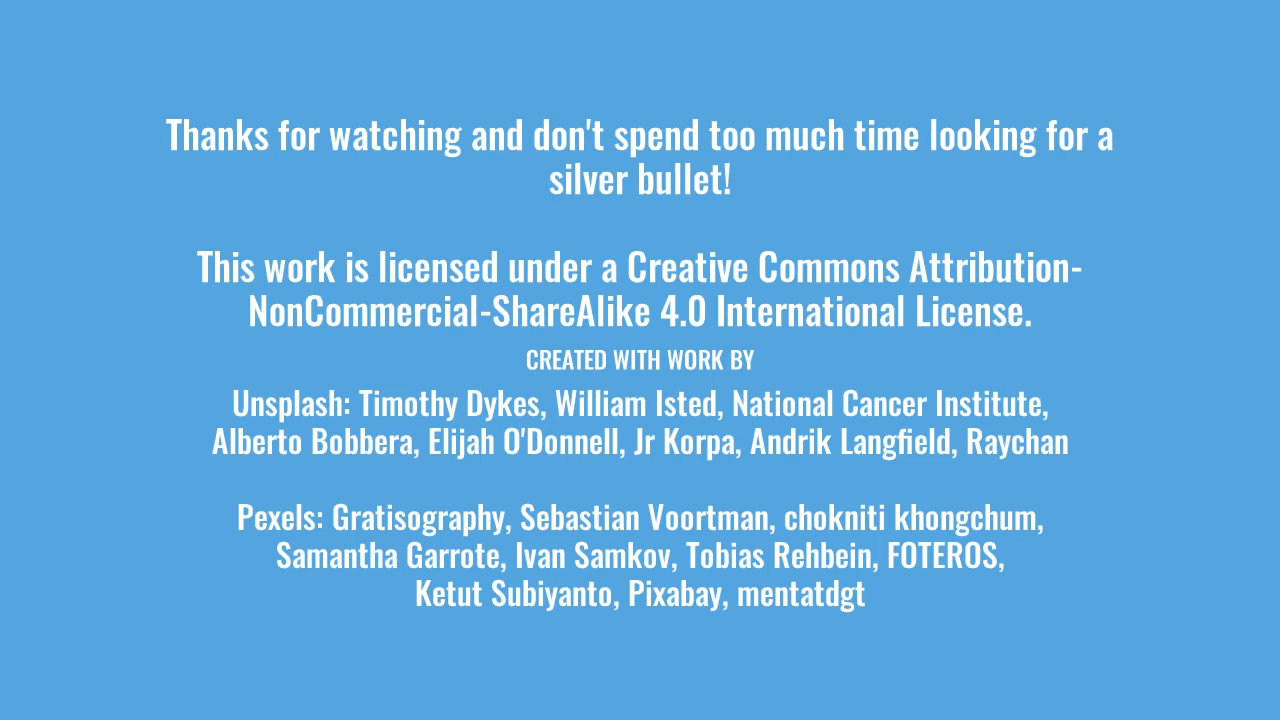 Thanks for watching and don't spend too much time looking for a
silver bullet!
This work is licensed under a Creative Commons Attribution-
NonCommercial-ShareAlike 4.0 International License.
CREATED WITH WORK BY
Unsplash: Timothy Dykes, William Isted, National Cancer Institute,
Alberto Bobbera, Elijah O'Donnell, Jr Korpa, Andrik Langfield, Raychan
Pexels: Gratisography, Sebastian Voortman, chokniti khongchum,
Samantha Garrote, Ivan Samkov, Tobias Rehbein, FOTEROS,
Ketut Subiyanto, Pixabay, mentatdgt